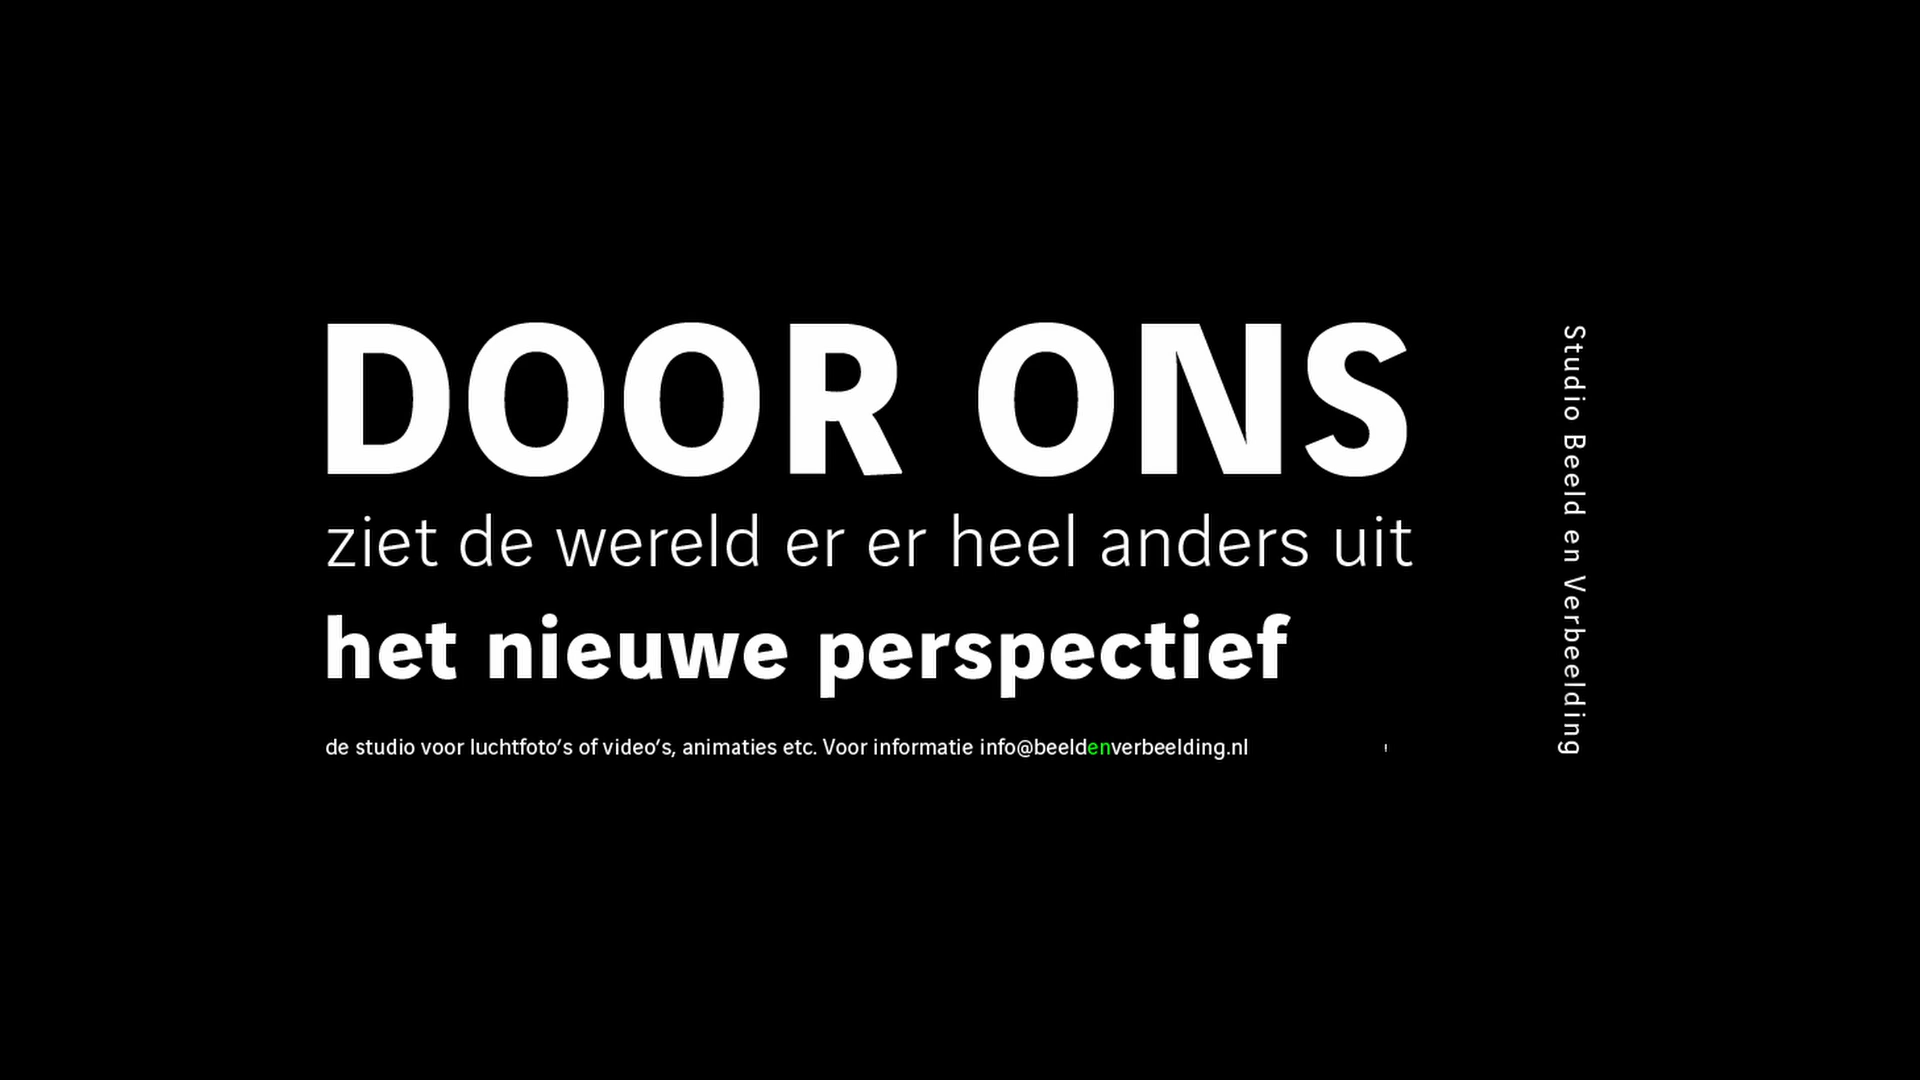 DOOR ONS
ziet de wereld er er heel anders uit
het nieuwe perspectief
de studio voor luchtfoto’s of video’s, animaties etc. Voor informatie info@beeldenverbeelding.nl
Studio Beeld en Verbeelding